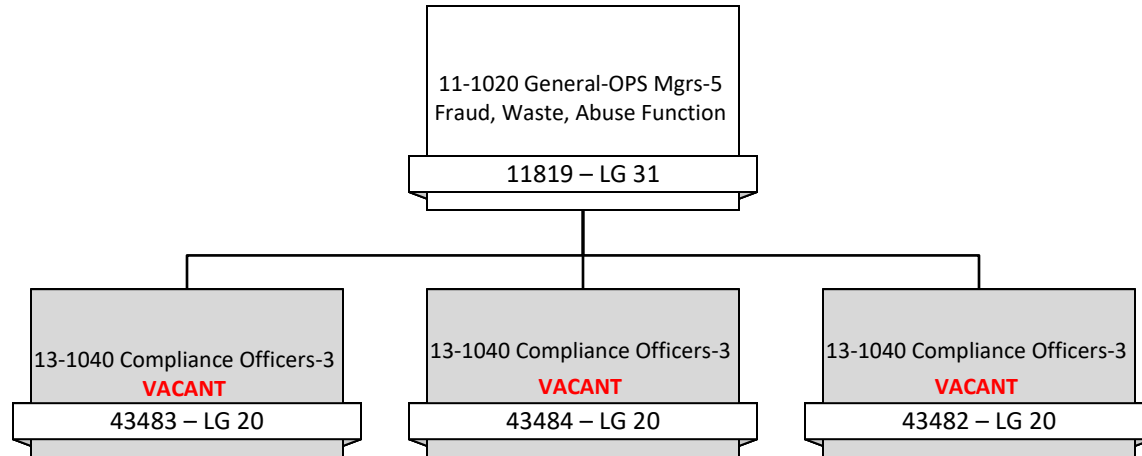 11-1020 General-OPS Mgrs-5
Fraud, Waste, Abuse Function
11819 – LG 31
13-1040 Compliance Officers-3
VACANT
43483 – LG 20
13-1040 Compliance Officers-3
VACANT
43484 – LG 20
13-1040 Compliance Officers-3
VACANT
43482 – LG 20